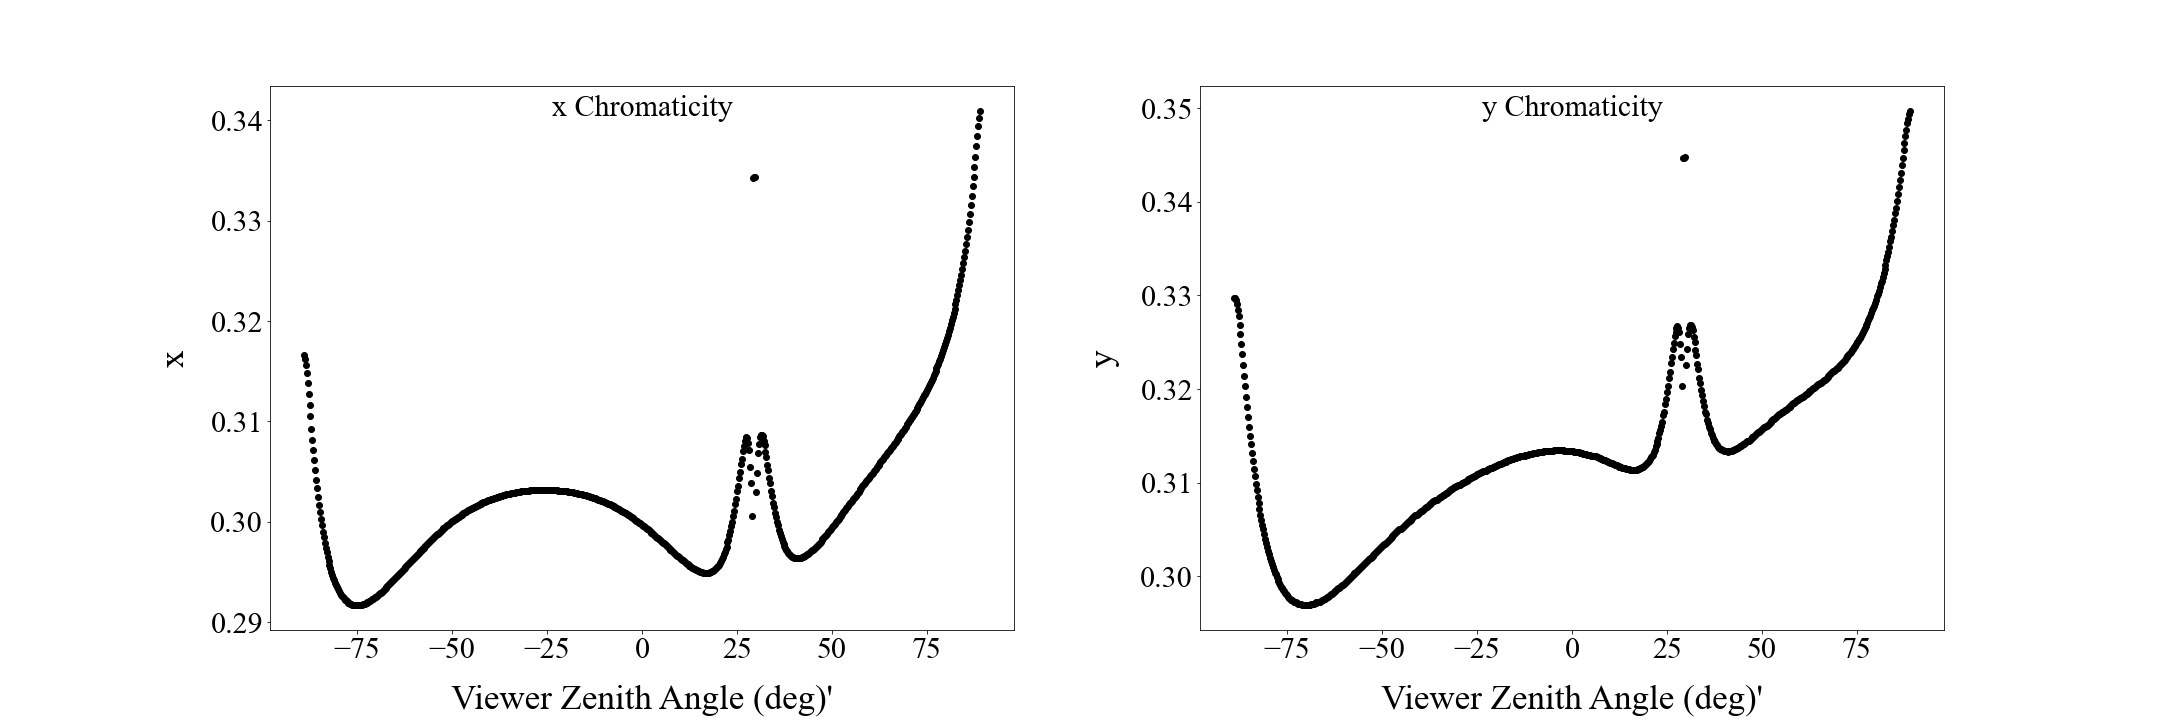 x Chromaticity
0.34
0.33
0.32
0.31
0.30
0.29
x
−75 −50 −25 0 25 50 75
Viewer Zenith Angle (deg)'
y Chromaticity
0.35
0.34
0.33
0.32
0.31
0.30
y
−75 −50 −25 0 25 50 75
Viewer Zenith Angle (deg)'